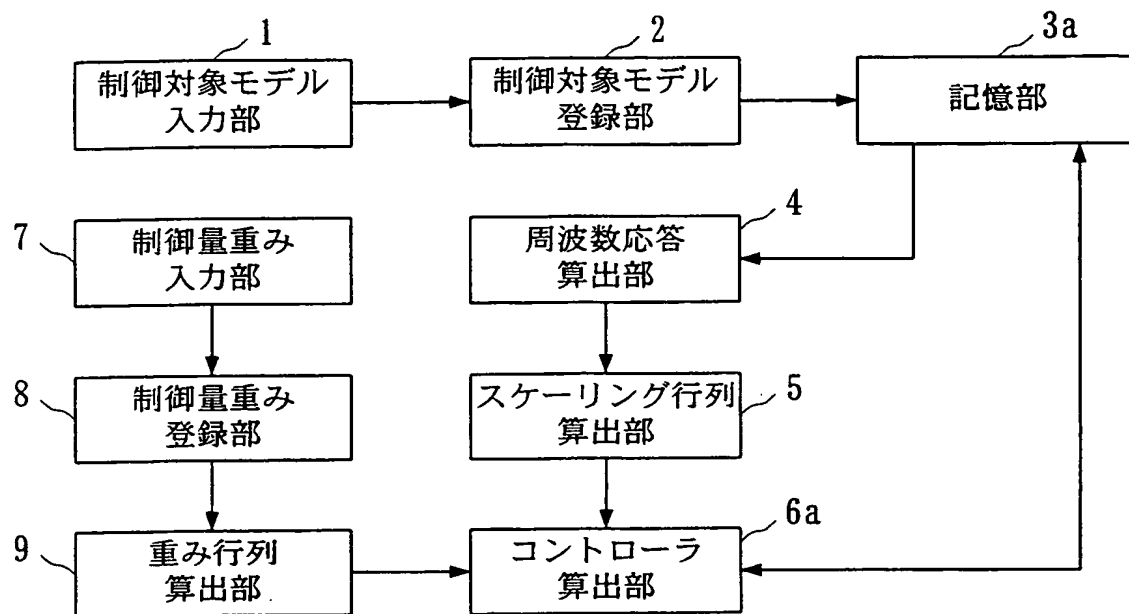 1
制御対象モデル
入力部
2
制御対象モデル
登録部
3a
記憶部
7
制御量重み
入力部
4
周波数応答
算出部
8
制御量重み
登録部
5
スケーリング行列
算出部
9
重み行列
算出部
6a
コントローラ
算出部